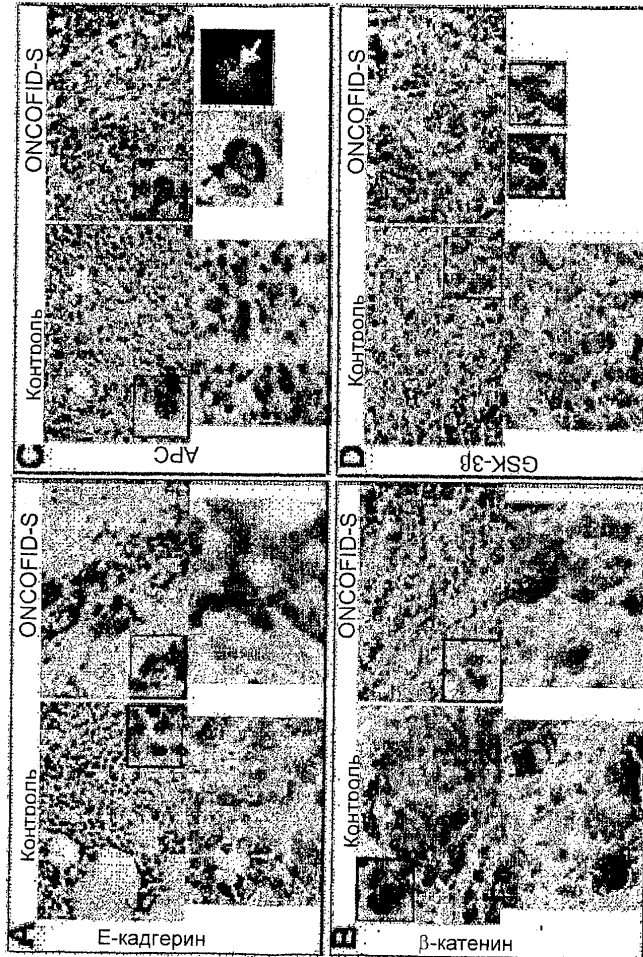 A
Контроль
ONCOFID-S
E-кадгерин
B
Контроль
ONCOFID-S
β-катенин
C
Контроль
ONCOFID-S
APC
D
Контроль
ONCOFID-S
GSK-3β